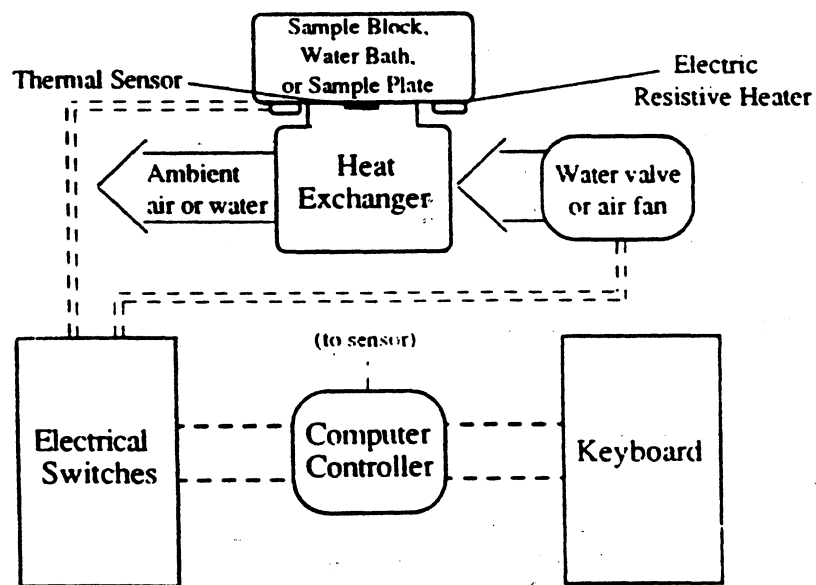 Sample Block,
Water Bath,
or Sample Plate
Thermal Sensor
Electric
Resistive Heater
Ambient
air or water
Heat
Exchanger
Water valve
or air fan
(to sensor)
Electrical
Switches
Computer
Controller
Keyboard